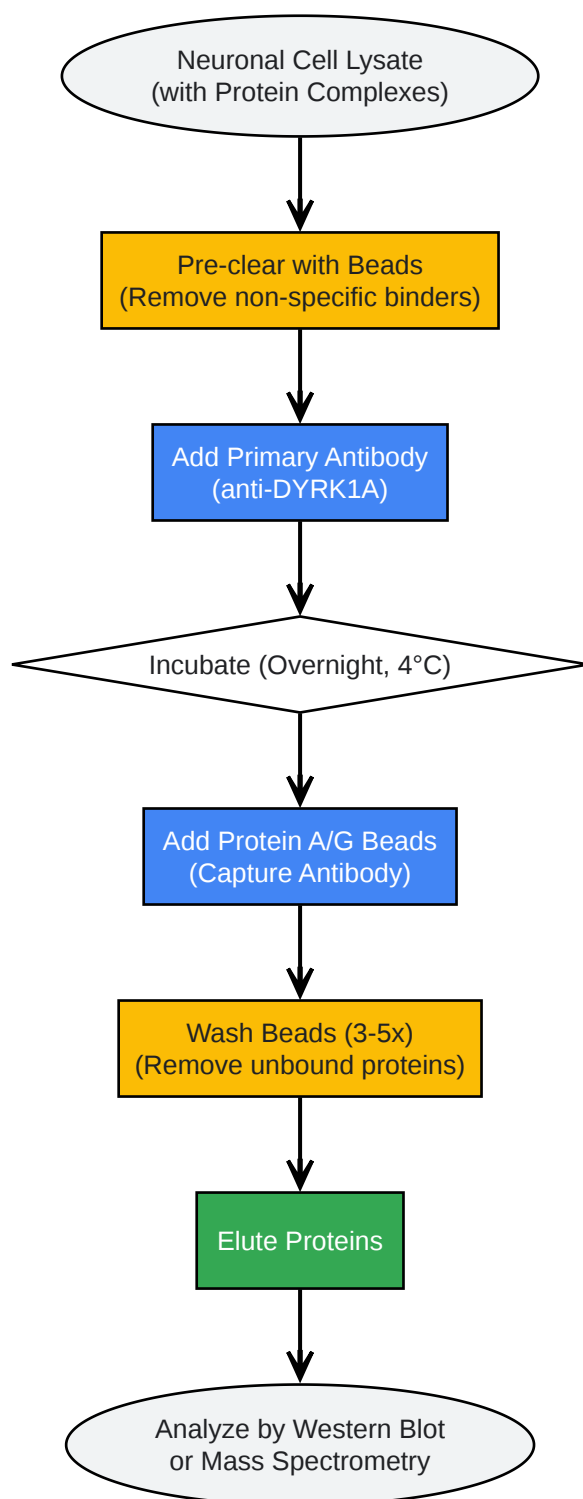 Neuronal Cell Lysate
(with Protein Complexes)
Pre-clear with Beads
(Remove non-specific binders)
Add Primary Antibody
(anti-DYRK1A)
Incubate (Overnight, 4°C)
Add Protein A/G Beads
(Capture Antibody)
Wash Beads (3-5x)
(Remove unbound proteins)
Elute Proteins
Analyze by Western Blot
or Mass Spectrometry